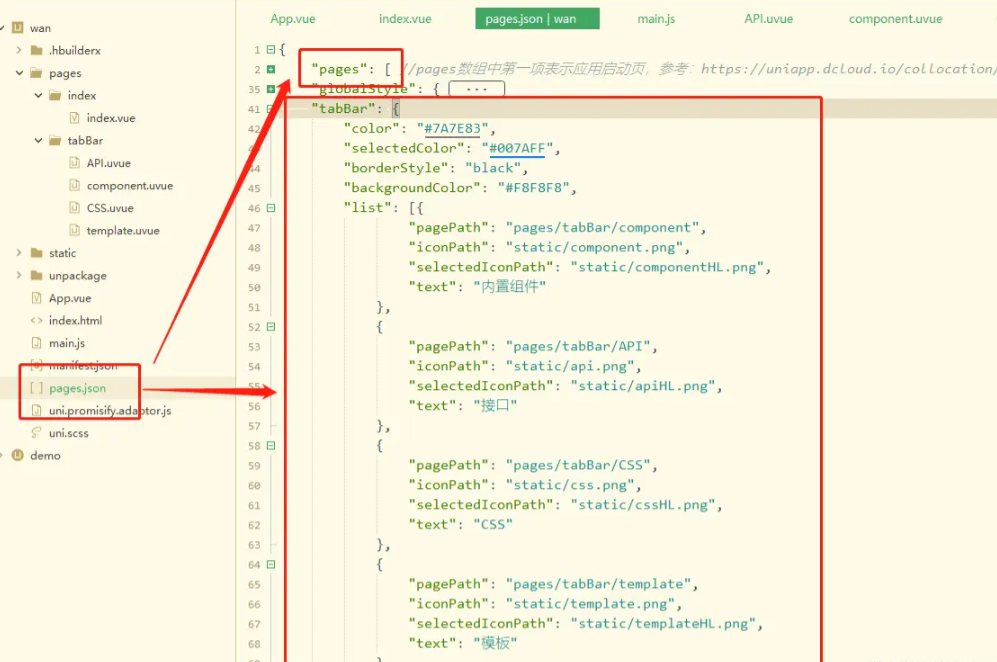 wan
.hbuilderx
pages
index
index.vue
tabBar
API.uvue
component.uvue
CSS.uvue
template.uvue
static
unpackage
App.vue
index.html
main.js
manifest.json
[ ] pages.json
uni.promisify.adaptor.js
uni.scss
demo
App.vue index.vue pages.json | wan main.js API.uvue component.uvue
1 {
2 "pages": [ //pages数组中第一项表示应用启动页，参考：https://uniapp.dcloud.io/collocation/
35 "globalStyle": { ...
41 "tabBar": {
42 "color": "#7A7E83",
"selectedColor": "#007AFF",
44 "borderStyle": "black",
45 "backgroundColor": "#F8F8F8",
46 "list": [{
47 "pagePath": "pages/tabBar/component",
48 "iconPath": "static/component.png",
49 "selectedIconPath": "static/componentHL.png",
50 "text": "内置组件"
51 },
52 {
53 "pagePath": "pages/tabBar/API",
54 "iconPath": "static/api.png",
55 "selectedIconPath": "static/apiHL.png",
56 "text": "接口"
57 },
58 {
59 "pagePath": "pages/tabBar/CSS",
60 "iconPath": "static/css.png",
61 "selectedIconPath": "static/cssHL.png",
62 "text": "CSS"
63 },
64 {
65 "pagePath": "pages/tabBar/template",
66 "iconPath": "static/template.png",
67 "selectedIconPath": "static/templateHL.png",
68 "text": "模板"